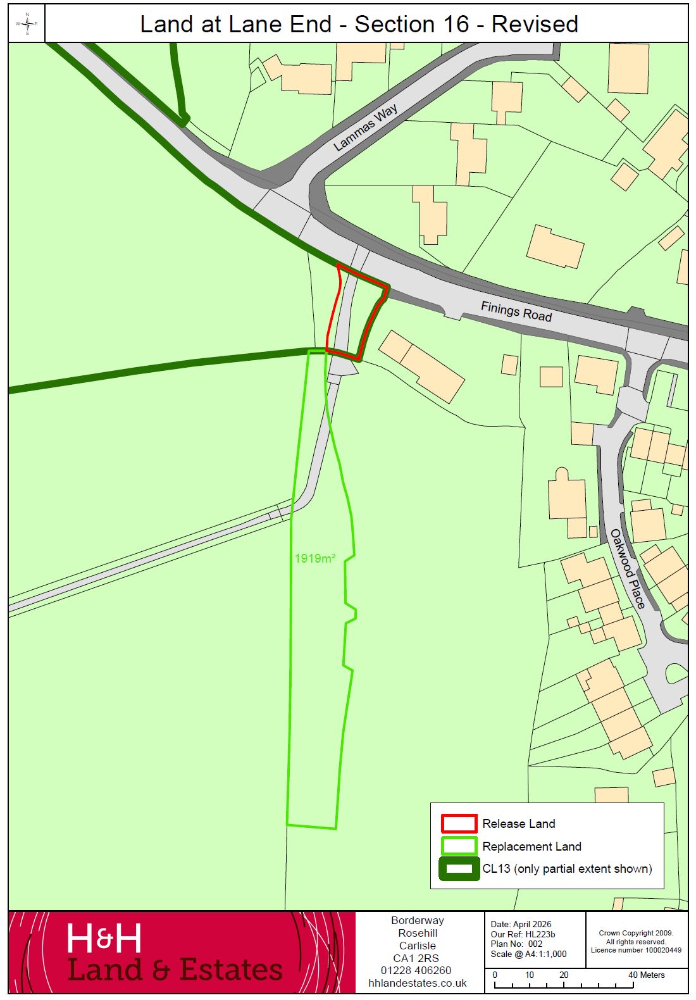 N
W E
S
Land at Lane End - Section 16 - Revised
Lammas Way
Finings Road
Oakwood Place
1919m²
Release Land
Replacement Land
CL13 (only partial extent shown)
H&H
Land & Estates
Borderway
Rosehill
Carlisle
CA1 2RS
01228 406260
hhlandestates.co.uk
Date: April 2026
Our Ref: HL223b
Plan No: 002
Scale @ A4:1:1,000
Crown Copyright 2009.
All rights reserved.
Licence number 100020449
0 10 20 40 Meters